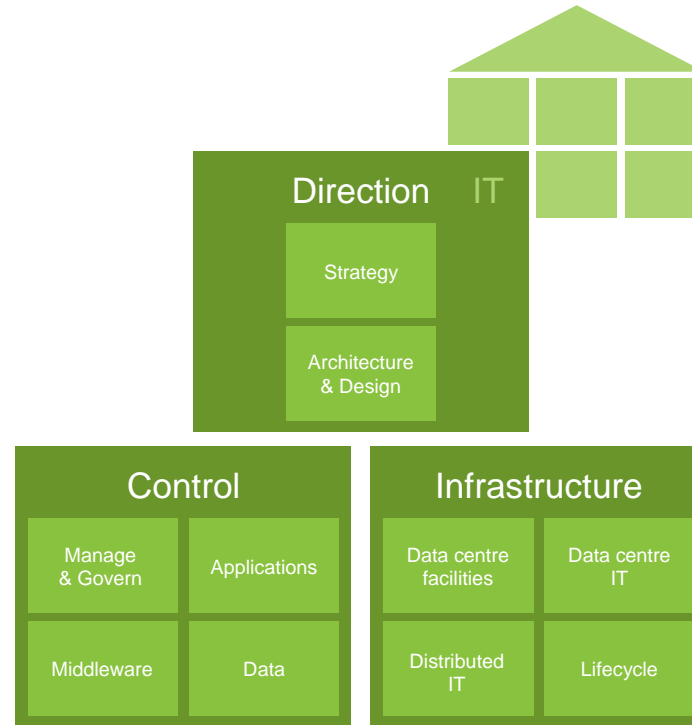 Direction IT
Strategy
Architecture
& Design
Control
Manage
& Govern
Applications
Middleware
Data
Infrastructure
Data centre
facilities
Data centre
IT
Distributed
IT
Lifecycle